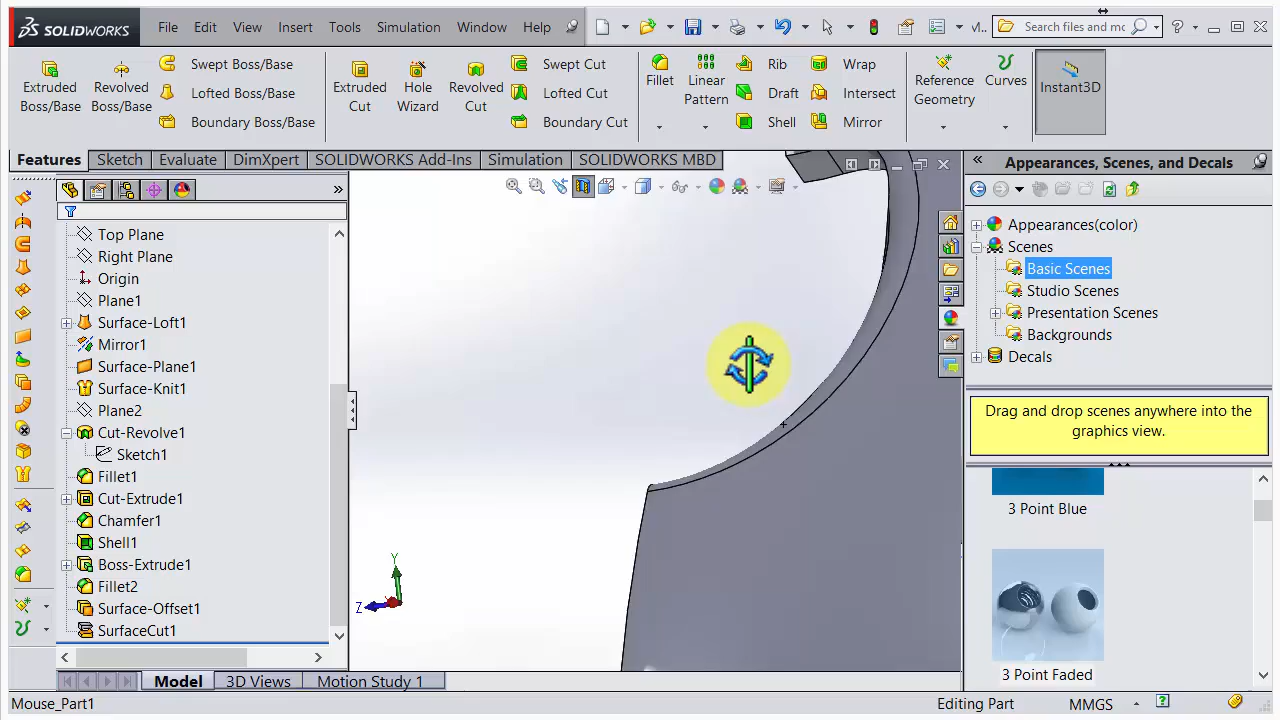 SOLIDWORKS File Edit View Insert Tools Simulation Window Help Search files and mo
Extruded Boss/Base
Revolved Boss/Base
Swept Boss/Base
Lofted Boss/Base
Boundary Boss/Base
Extruded Cut
Hole Wizard
Revolved Cut
Swept Cut
Lofted Cut
Boundary Cut
Fillet
Linear Pattern
Rib
Draft
Shell
Wrap
Intersect
Mirror
Reference Geometry
Curves
Instant3D
Features Sketch Evaluate DimXpert SOLIDWORKS Add-Ins Simulation SOLIDWORKS MBD
Top Plane
Right Plane
Origin
Plane1
Surface-Loft1
Mirror1
Surface-Plane1
Surface-Knit1
Plane2
Cut-Revolve1
Sketch1
Fillet1
Cut-Extrude1
Chamfer1
Shell1
Boss-Extrude1
Fillet2
Surface-Offset1
SurfaceCut1
Y
Z
Appearances, Scenes, and Decals
Appearances(color)
Scenes
Basic Scenes
Studio Scenes
Presentation Scenes
Backgrounds
Decals
Drag and drop scenes anywhere into the
graphics view.
3 Point Blue
3 Point Faded
Model 3D Views Motion Study 1
Mouse_Part1 Editing Part MMGS